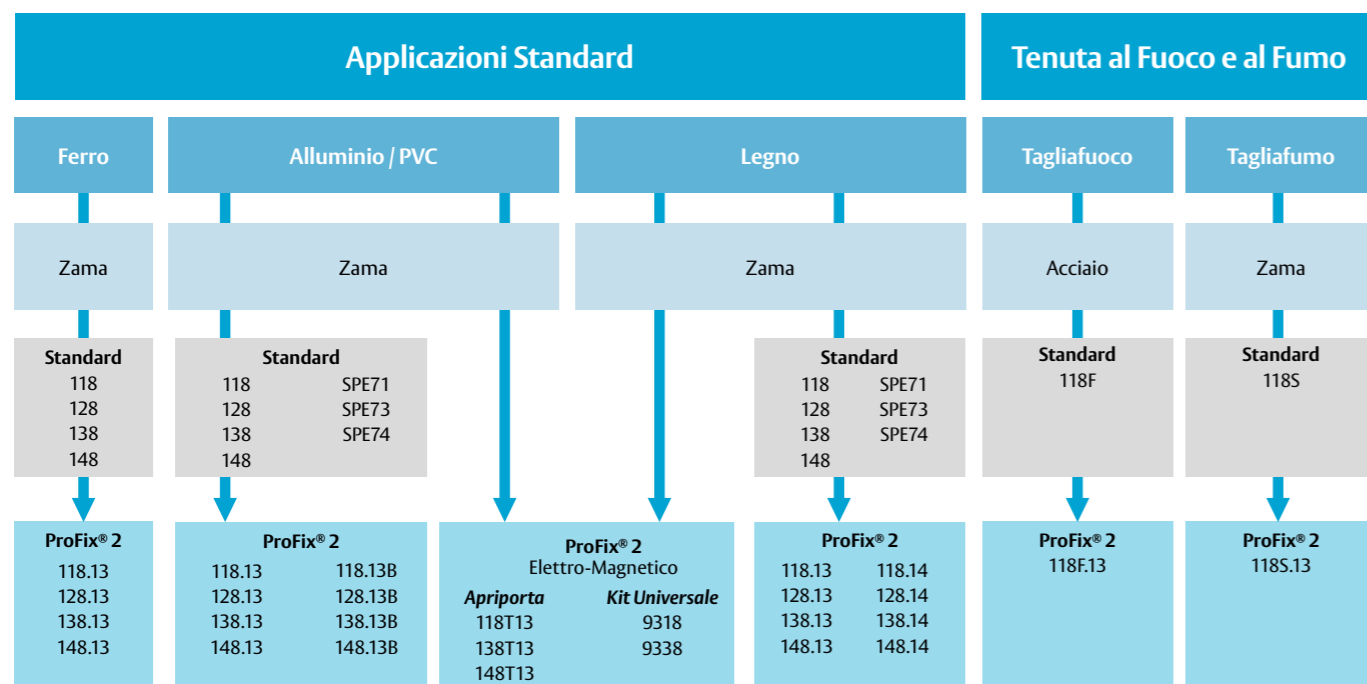 Applicazioni Standard
Tenuta al Fuoco e al Fumo
Ferro
Alluminio / PVC
Legno
Tagliafuoco
Tagliafumo
Zama
Zama
Zama
Acciaio
Zama
Standard
118
128
138
148
Standard
118 SPE71
128 SPE73
138 SPE74
148
Standard
118 SPE71
128 SPE73
138 SPE74
148
Standard
118F
Standard
118S
ProFix® 2
118.13
128.13
138.13
148.13
ProFix® 2
118.13 118.13B
128.13 128.13B
138.13 138.13B
148.13 148.13B
ProFix® 2
Elettro-Magnetico
Apriporta Kit Universale
118T13 9318
138T13 9338
148T13
ProFix® 2
118.13 118.14
128.13 128.14
138.13 138.14
148.13 148.14
ProFix® 2
118F.13
ProFix® 2
118S.13